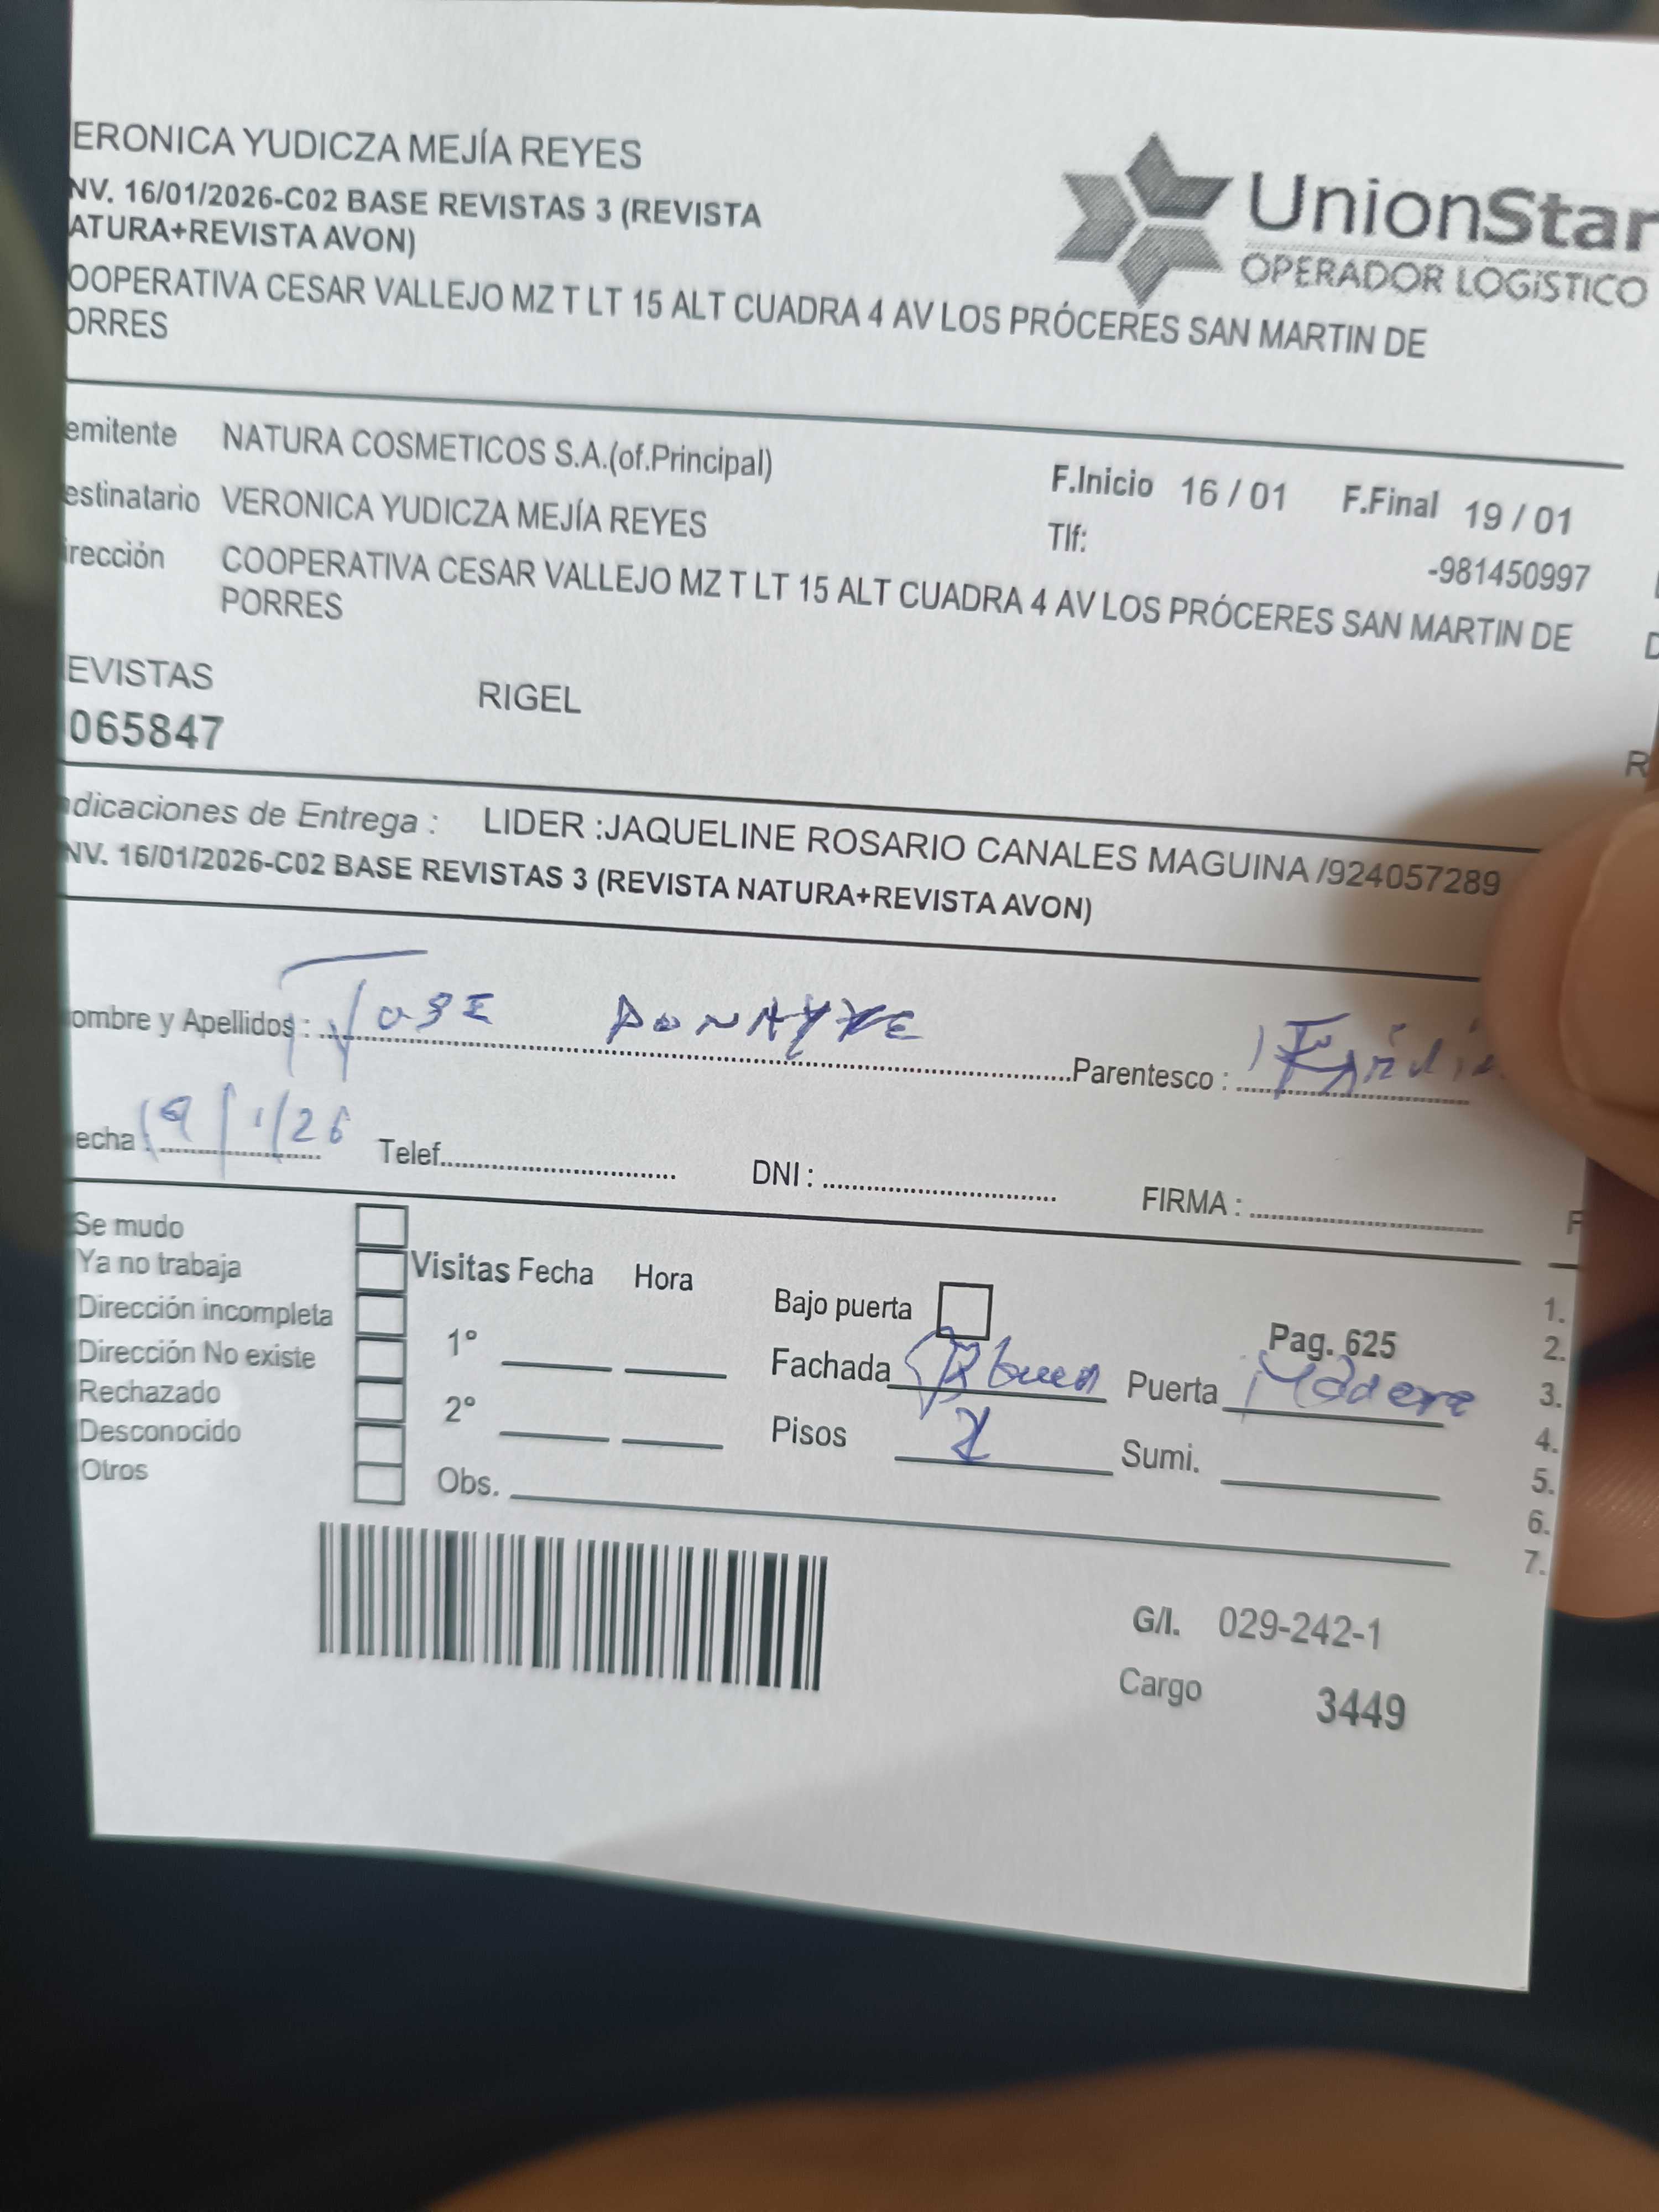 ERONICA YUDICZA MEJÍA REYES
NV. 16/01/2026-C02 BASE REVISTAS 3 (REVISTA
ATURA+REVISTA AVON)
OOPERATIVA CESAR VALLEJO MZ T LT 15 ALT CUADRA 4 AV LOS PRÓCERES SAN MARTIN DE
ORRES
UnionStar
OPERADOR LOGíSTICO
emitente NATURA COSMETICOS S.A.(of.Principal)
F.Inicio 16 / 01 F.Final 19 / 01
estinatario VERONICA YUDICZA MEJÍA REYES
Tlf:
-981450997
irección COOPERATIVA CESAR VALLEJO MZ T LT 15 ALT CUADRA 4 AV LOS PRÓCERES SAN MARTIN DE
PORRES
EVISTAS RIGEL
065847
ndicaciones de Entrega : LIDER :JAQUELINE ROSARIO CANALES MAGUINA /924057289
NV. 16/01/2026-C02 BASE REVISTAS 3 (REVISTA NATURA+REVISTA AVON)
ombre y Apellidos : JOSE Parentesco :
echa : 19/1/26 Telef. DNI : FIRMA :
Se mudo
Ya no trabaja
Dirección incompleta
Dirección No existe
Rechazado
Desconocido
Otros
Visitas Fecha Hora
1°
2°
Obs.
Bajo puerta
Pag. 625
Fachada Puerta Madera
Pisos Sumi.
1.
2.
3.
4.
5.
6.
7.
G/I. 029-242-1
Cargo 3449